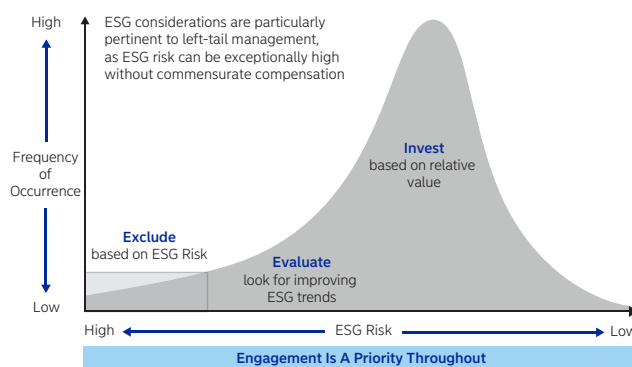 High
ESG considerations are particularly
pertinent to left-tail management,
as ESG risk can be exceptionally high
without commensurate compensation
Frequency
of
Occurrence
Invest
based on relative
value
Exclude
based on ESG Risk
Evaluate
look for improving
ESG trends
Low
High ESG Risk Low
Engagement Is A Priority Throughout